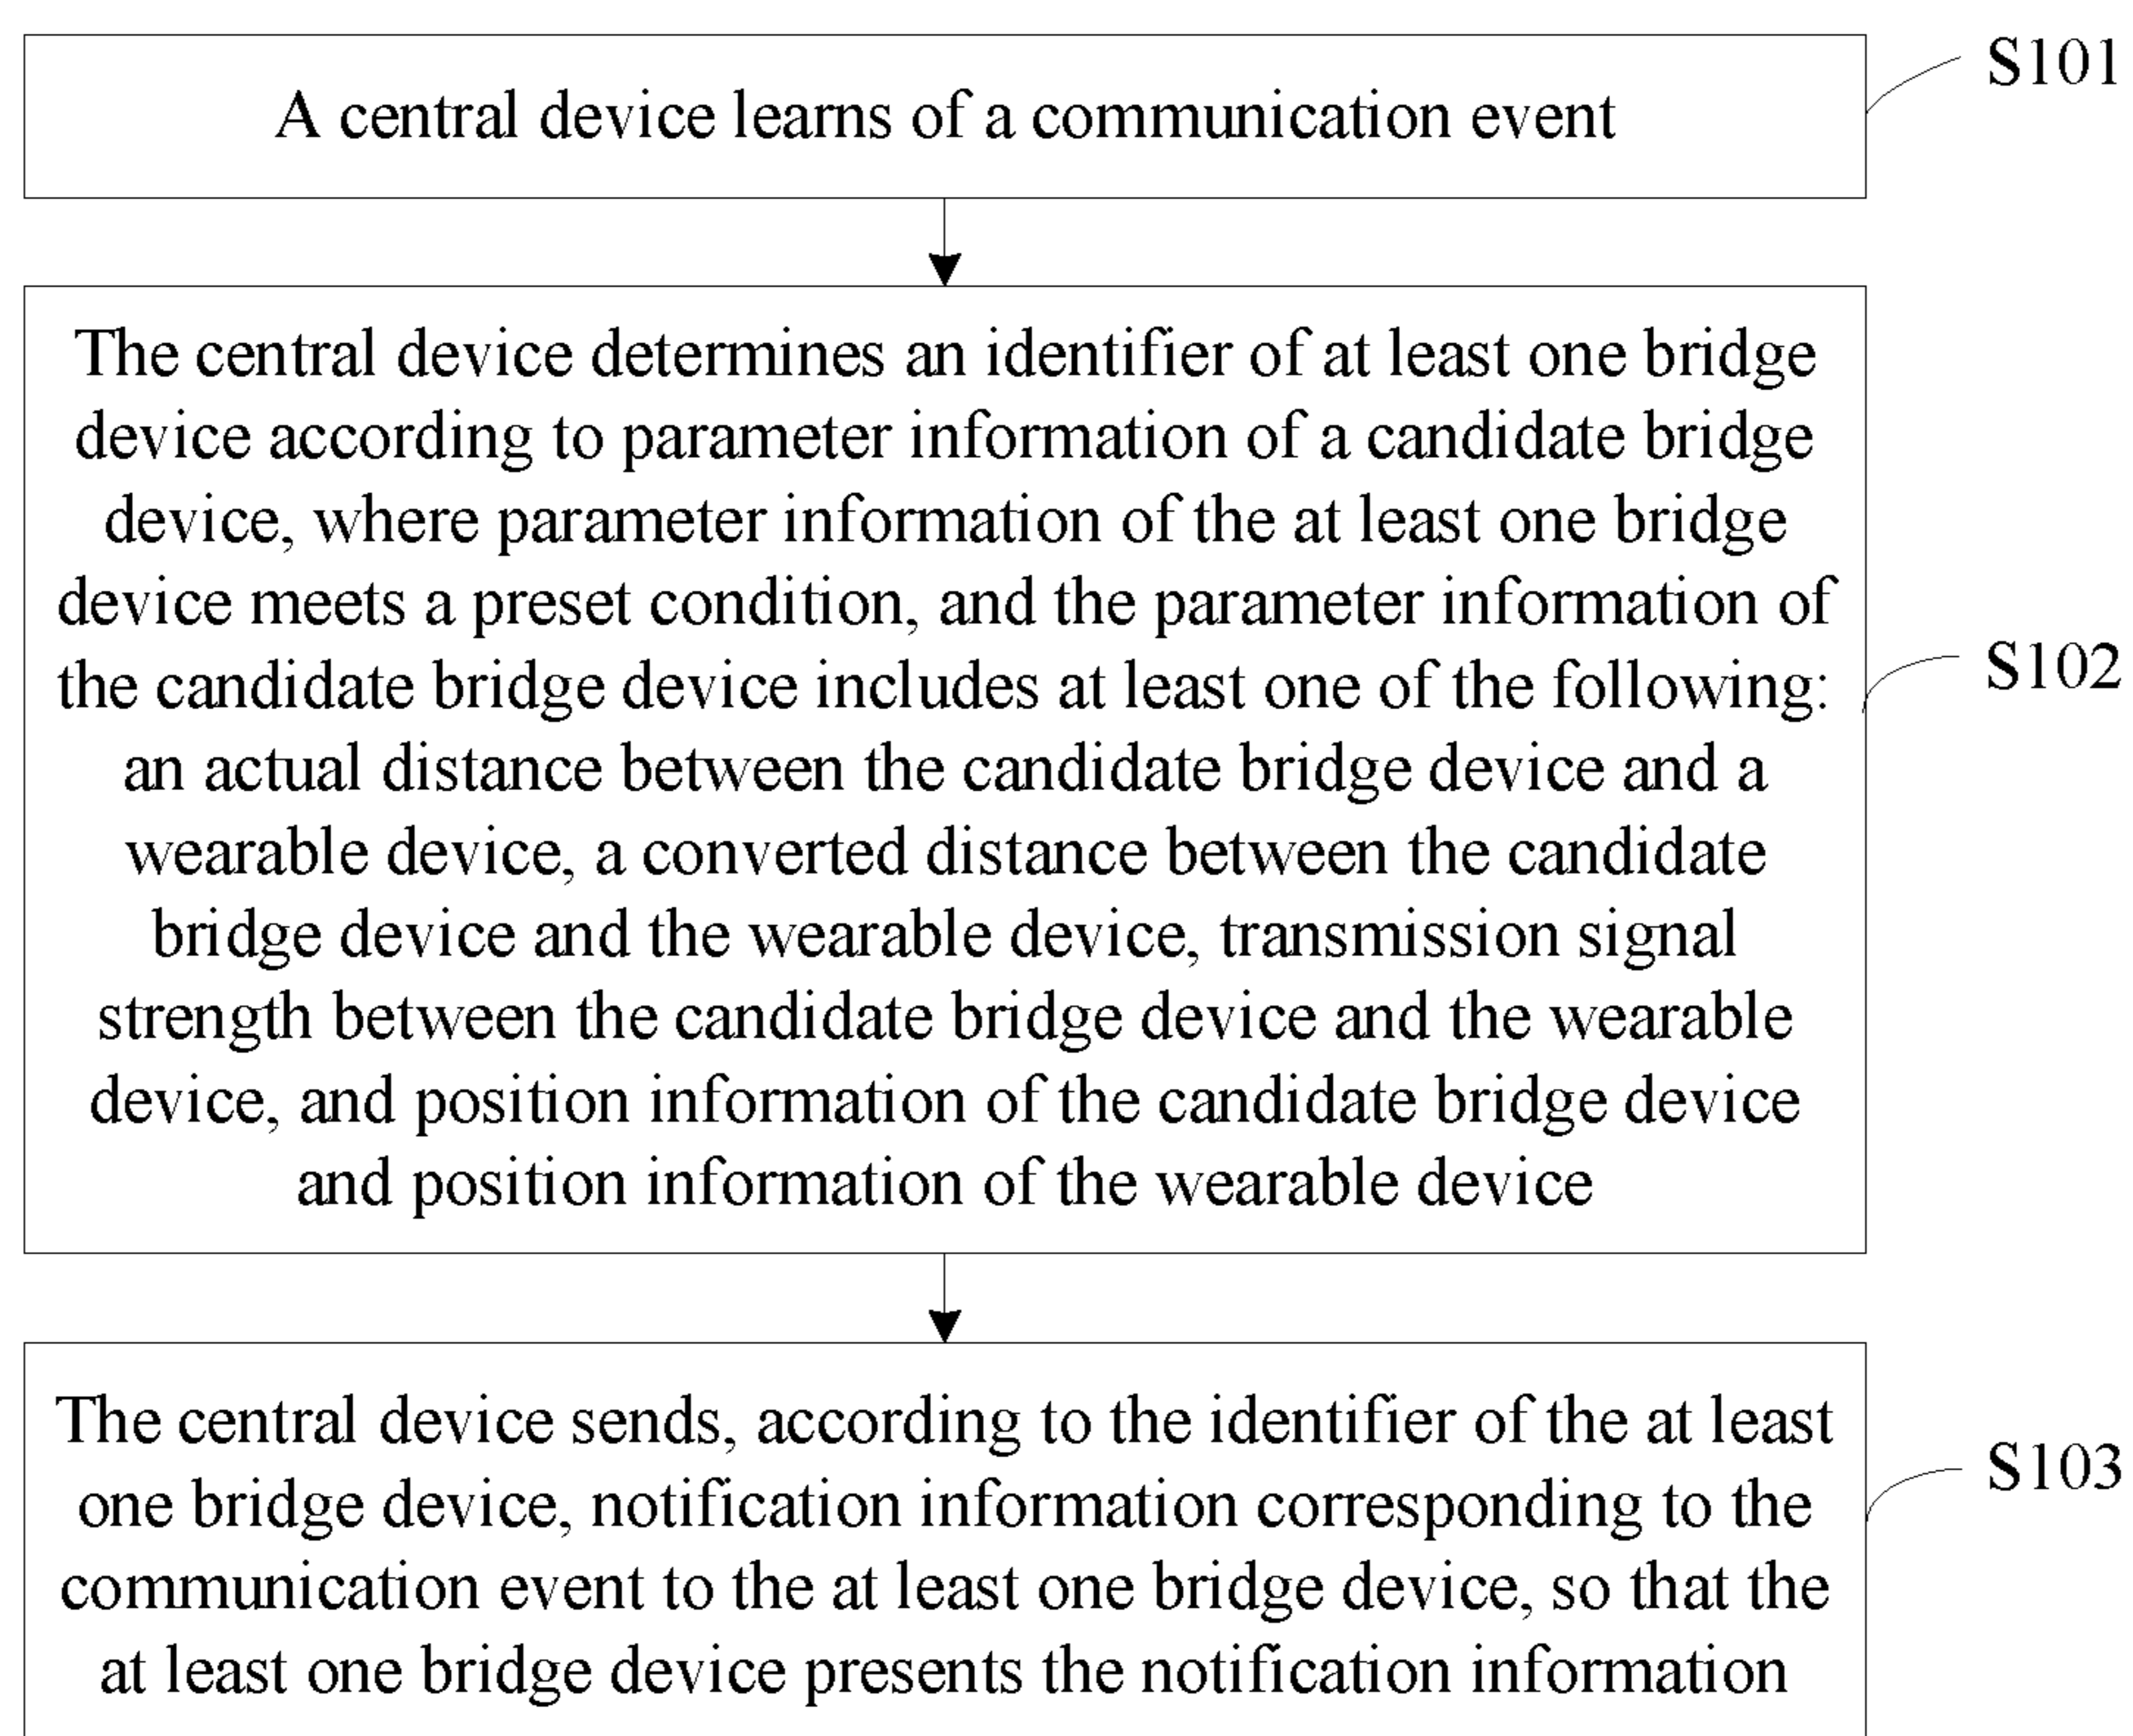 A central device learns of a communication event
S101
The central device determines an identifier of at least one bridge
device according to parameter information of a candidate bridge
device, where parameter information of the at least one bridge
device meets a preset condition, and the parameter information of
the candidate bridge device includes at least one of the following:
an actual distance between the candidate bridge device and a
wearable device, a converted distance between the candidate
bridge device and the wearable device, transmission signal
strength between the candidate bridge device and the wearable
device, and position information of the candidate bridge device
and position information of the wearable device
S102
The central device sends, according to the identifier of the at least
one bridge device, notification information corresponding to the
communication event to the at least one bridge device, so that the
at least one bridge device presents the notification information
S103